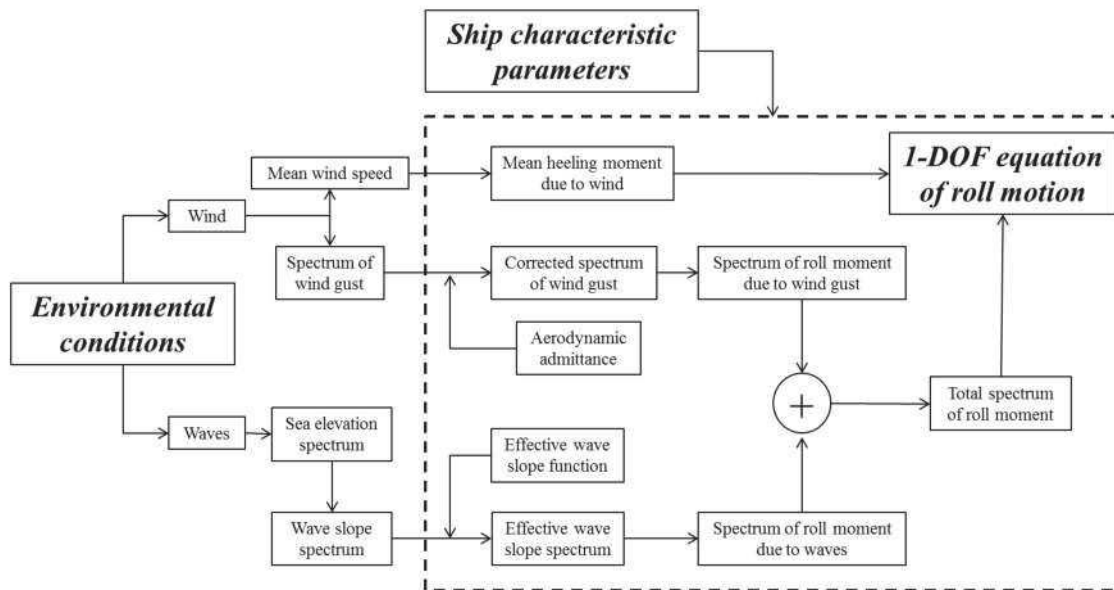 Ship characteristic
parameters
Mean wind speed
Mean heeling moment
due to wind
1-DOF equation
of roll motion
Wind
Spectrum of
wind gust
Corrected spectrum
of wind gust
Spectrum of roll moment
due to wind gust
Environmental
conditions
Aerodynamic
admittance
+
Total spectrum
of roll moment
Waves
Sea elevation
spectrum
Effective wave
slope function
Wave slope
spectrum
Effective wave
slope spectrum
Spectrum of roll moment
due to waves